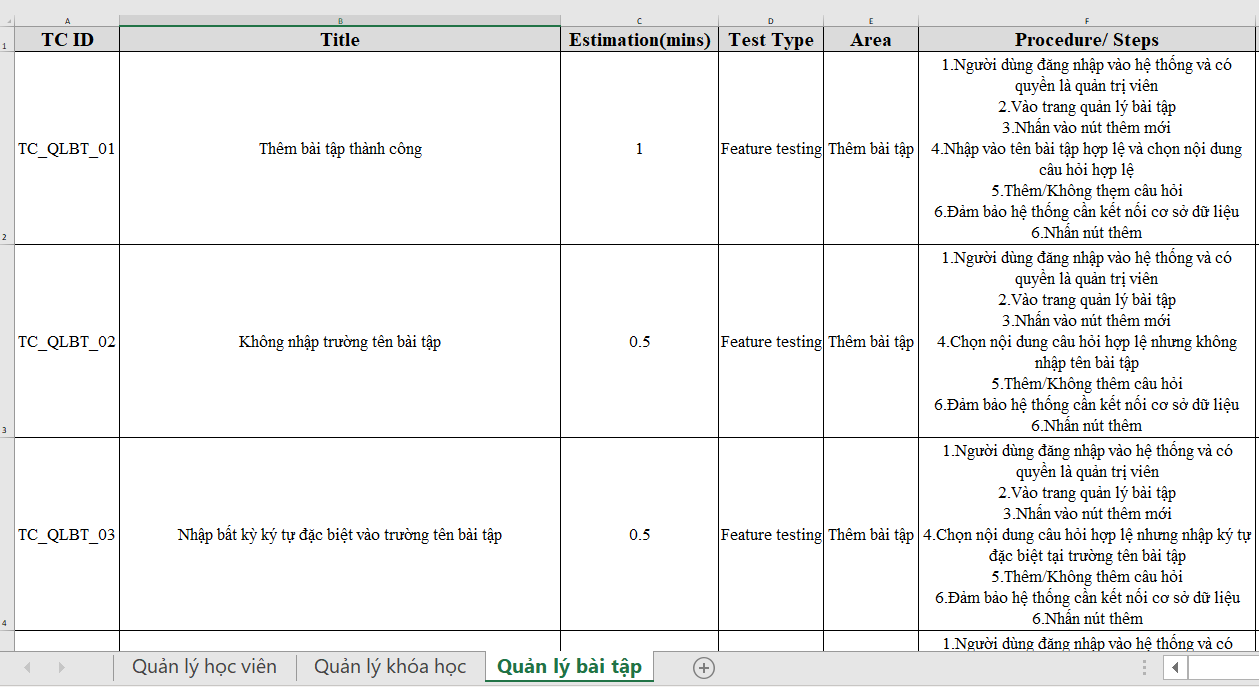 A B C D E F
1 TC ID Title Estimation(mins) Test Type Area Procedure/ Steps
1.Người dùng đăng nhập vào hệ thống và có
quyền là quản trị viên
2.Vào trang quản lý bài tập
3.Nhấn vào nút thêm mới
TC_QLBT_01 Thêm bài tập thành công 1 Feature testing Thêm bài tập 4.Nhập vào tên bài tập hợp lệ và chọn nội dung
câu hỏi hợp lệ
5.Thêm/Không thẹm câu hỏi
6.Đảm bảo hệ thống cần kết nối cơ sở dữ liệu
2 6.Nhấn nút thêm
1.Người dùng đăng nhập vào hệ thống và có
quyền là quản trị viên
2.Vào trang quản lý bài tập
3.Nhấn vào nút thêm mới
TC_QLBT_02 Không nhập trường tên bài tập 0.5 Feature testing Thêm bài tập 4.Chọn nội dung câu hỏi hợp lệ nhưng không
nhập tên bài tập
5.Thêm/Không thêm câu hỏi
6.Đảm bảo hệ thống cần kết nối cơ sở dữ liệu
3 6.Nhấn nút thêm
1.Người dùng đăng nhập vào hệ thống và có
quyền là quản trị viên
2.Vào trang quản lý bài tập
3.Nhấn vào nút thêm mới
TC_QLBT_03 Nhập bất kỳ ký tự đặc biệt vào trường tên bài tập 0.5 Feature testing Thêm bài tập 4.Chọn nội dung câu hỏi hợp lệ nhưng nhập ký tự
đặc biệt tại trường tên bài tập
5.Thêm/Không thêm câu hỏi
6.Đảm bảo hệ thống cần kết nối cơ sở dữ liệu
4 6.Nhấn nút thêm
1.Người dùng đăng nhập vào hệ thống và có
Quản lý học viên Quản lý khóa học Quản lý bài tập